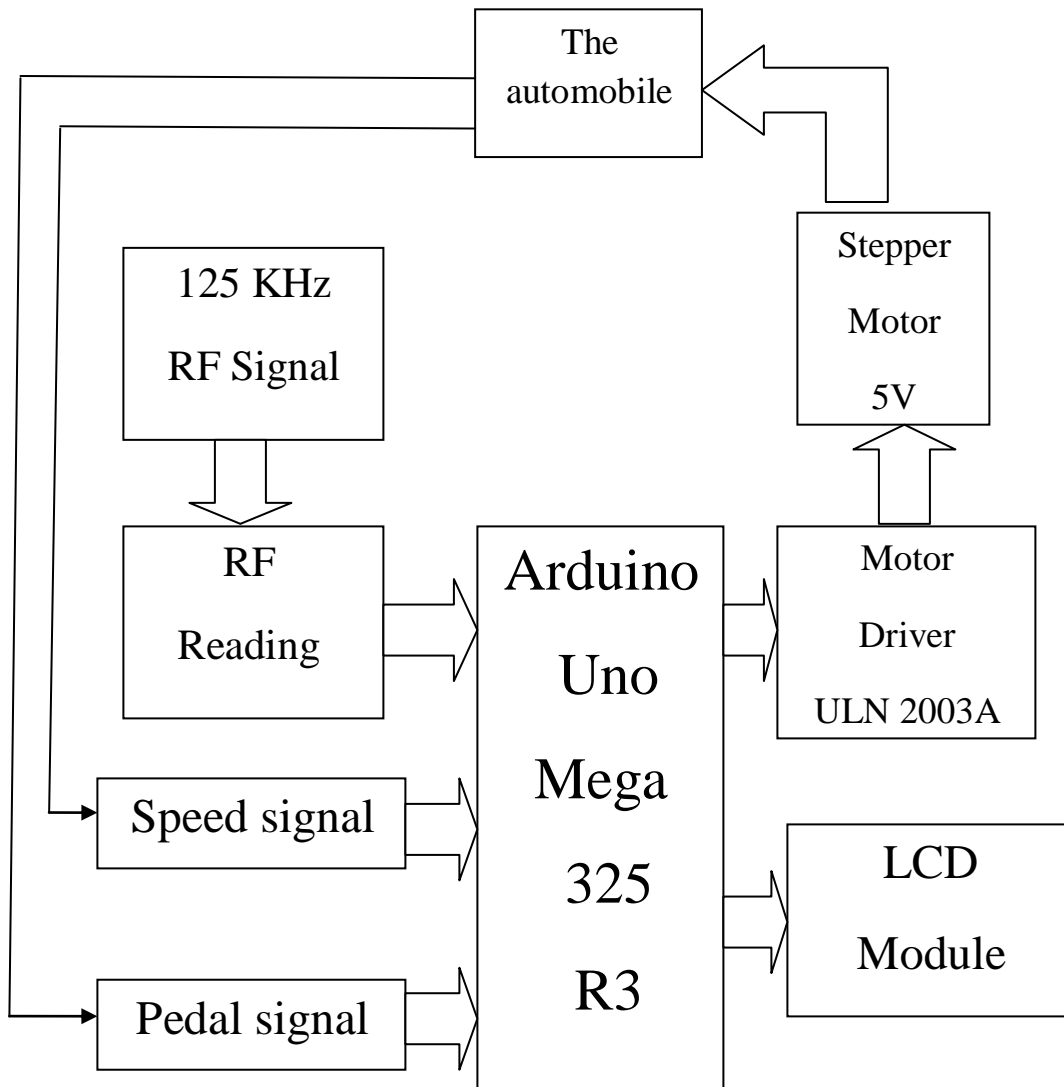 The
automobile
125 KHz
RF Signal
Stepper
Motor
5V
RF
Reading
Arduino
Uno
Mega
325
R3
Motor
Driver
ULN 2003A
Speed signal
LCD
Module
Pedal signal